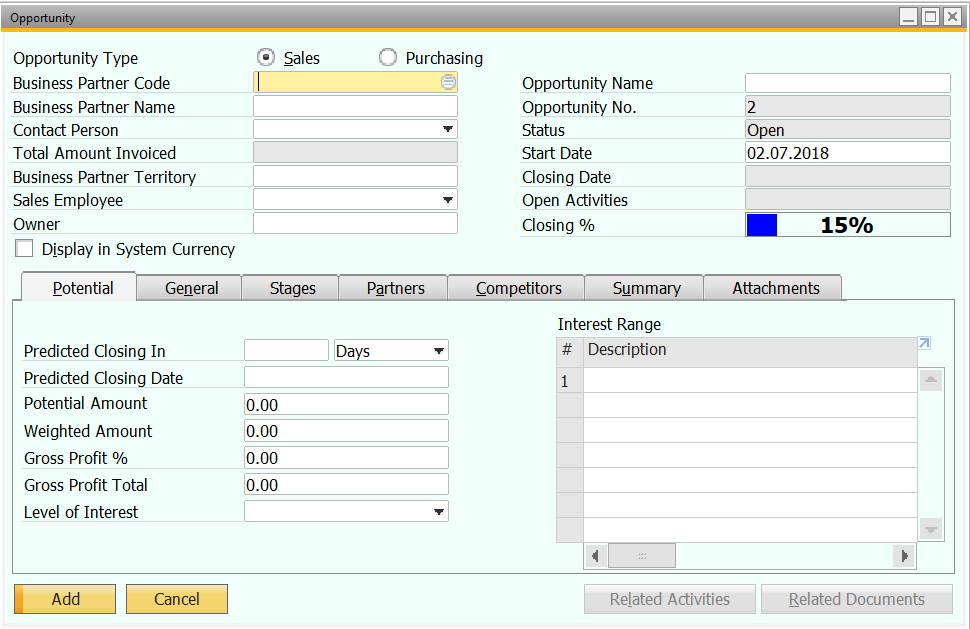 Opportunity
Opportunity Type Sales Purchasing
Business Partner Code
Business Partner Name
Contact Person
Total Amount Invoiced
Business Partner Territory
Sales Employee
Owner
Display in System Currency
Opportunity Name
Opportunity No. 2
Status Open
Start Date 02.07.2018
Closing Date
Open Activities
Closing % 15%
Potential General Stages Partners Competitors Summary Attachments
Predicted Closing In Days
Predicted Closing Date
Potential Amount 0.00
Weighted Amount 0.00
Gross Profit % 0.00
Gross Profit Total 0.00
Level of Interest
Interest Range
# Description
1
Add Cancel Related Activities Related Documents